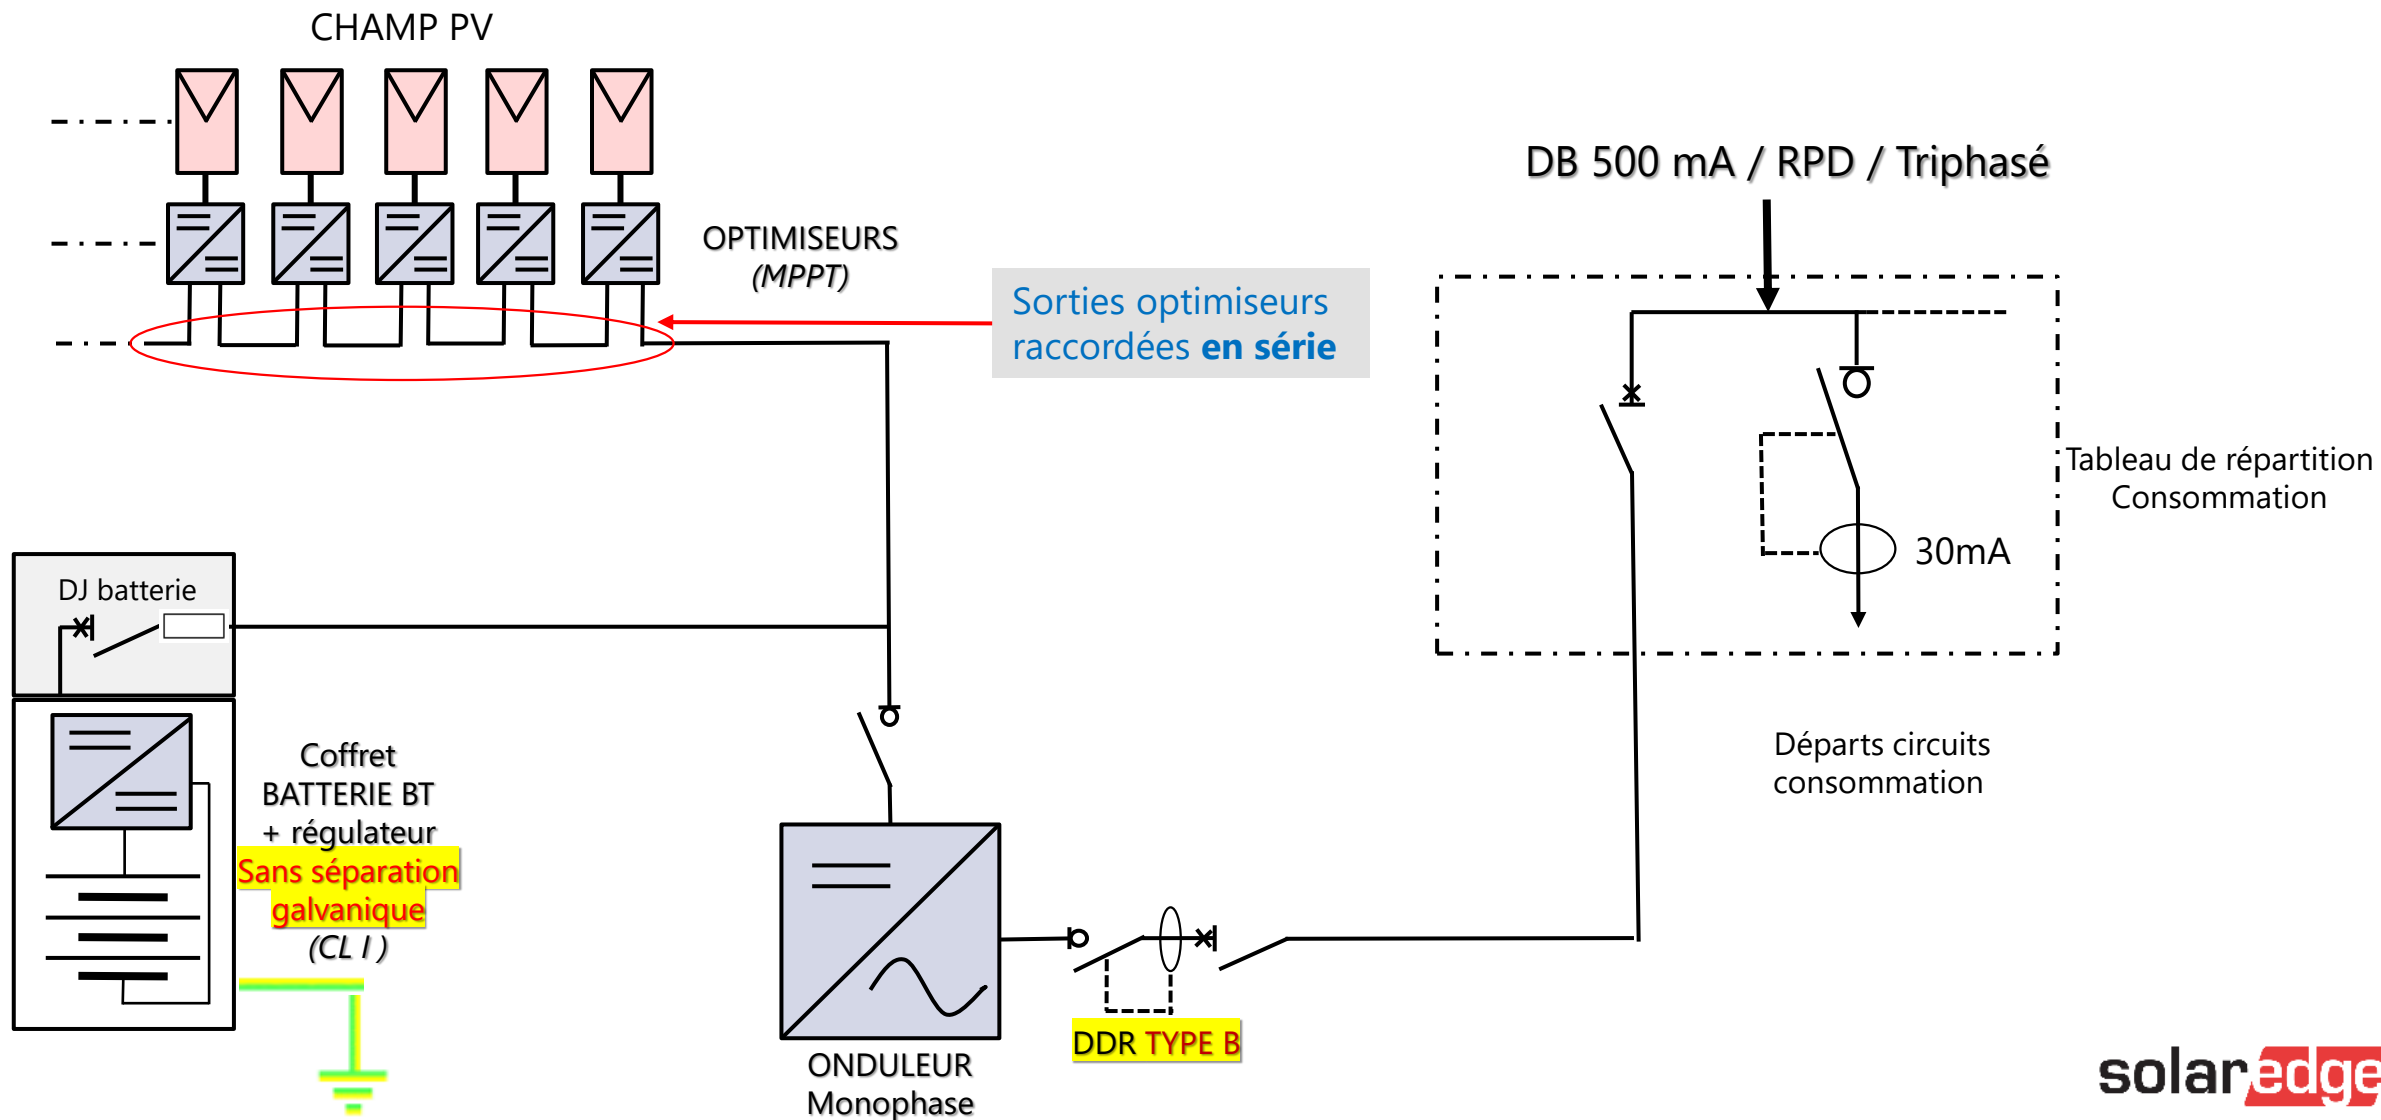 CHAMP PV
OPTIMISEURS
(MPPT)
Sorties optimiseurs
raccordées en série
DB 500 mA / RPD / Triphasé
Tableau de répartition
Consommation
30mA
DJ batterie
Départs circuits
consommation
Coffret
BATTERIE BT
+ régulateur
Sans séparation
galvanique
(CL I )
DDR TYPE B
ONDULEUR
Monophase
solaredge